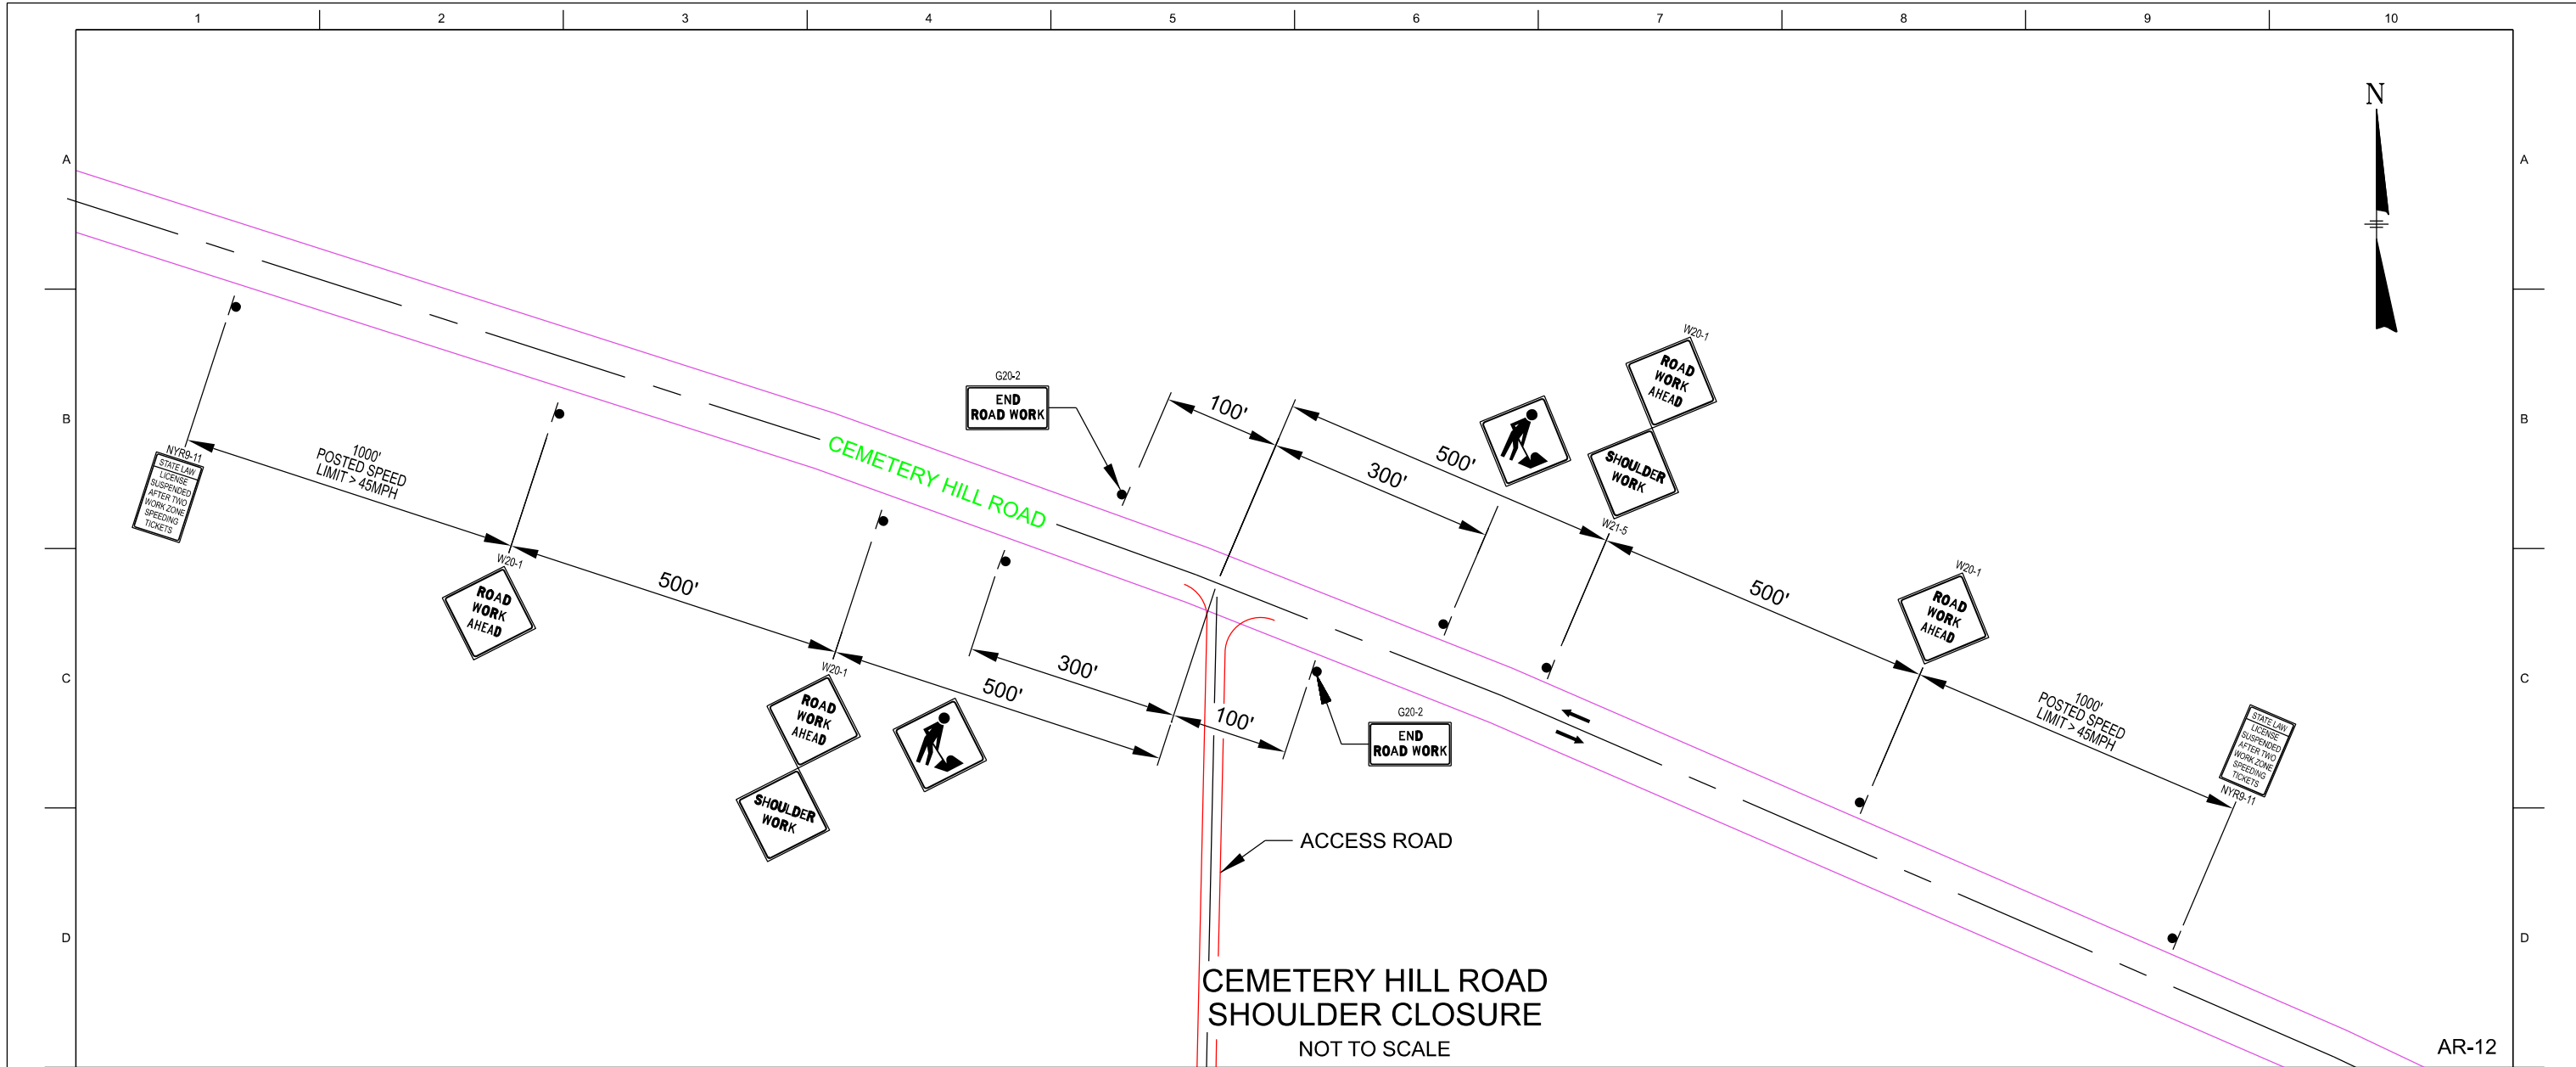 1 2 3 4 5 6 7 8 9 10
N
A A
W20-1
ROAD
WORK
AHEAD
G20-2
END
ROAD WORK
100'
B B
500'
300'
SHOULDER
WORK
W21-5
CEMETERY HILL ROAD
1000'
POSTED SPEED
LIMIT > 45MPH
NYR9-11
STATE LAW
LICENSE
SUSPENDED
AFTER TWO
WORK ZONE
SPEEDING
TICKETS
W20-1
ROAD
WORK
AHEAD
500'
500'
W20-1
ROAD
WORK
AHEAD
C C
W20-1
ROAD
WORK
AHEAD
SHOULDER
WORK
300'
500'
100'
G20-2
END
ROAD WORK
1000'
POSTED SPEED
LIMIT > 45MPH
STATE LAW
LICENSE
SUSPENDED
AFTER TWO
WORK ZONE
SPEEDING
TICKETS
NYR9-11
ACCESS ROAD
D D
CEMETERY HILL ROAD
SHOULDER CLOSURE
NOT TO SCALE
AR-12